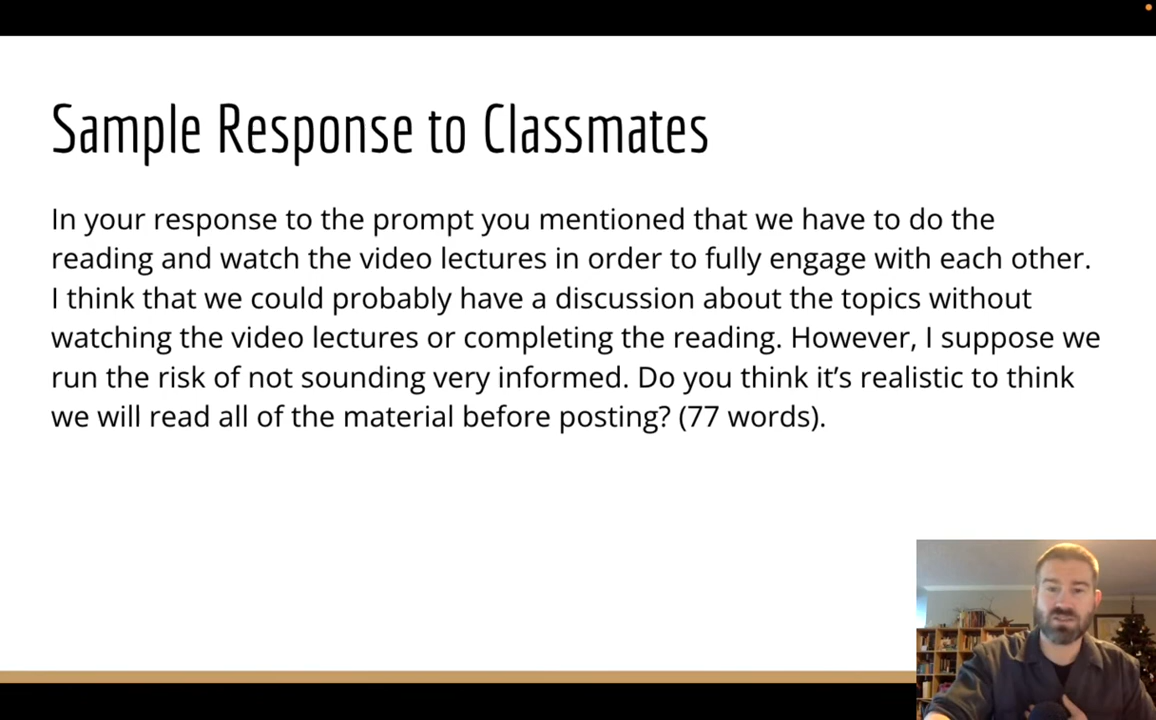 Sample Response to Classmates
In your response to the prompt you mentioned that we have to do the
reading and watch the video lectures in order to fully engage with each other.
I think that we could probably have a discussion about the topics without
watching the video lectures or completing the reading. However, I suppose we
run the risk of not sounding very informed. Do you think it’s realistic to think
we will read all of the material before posting? (77 words).